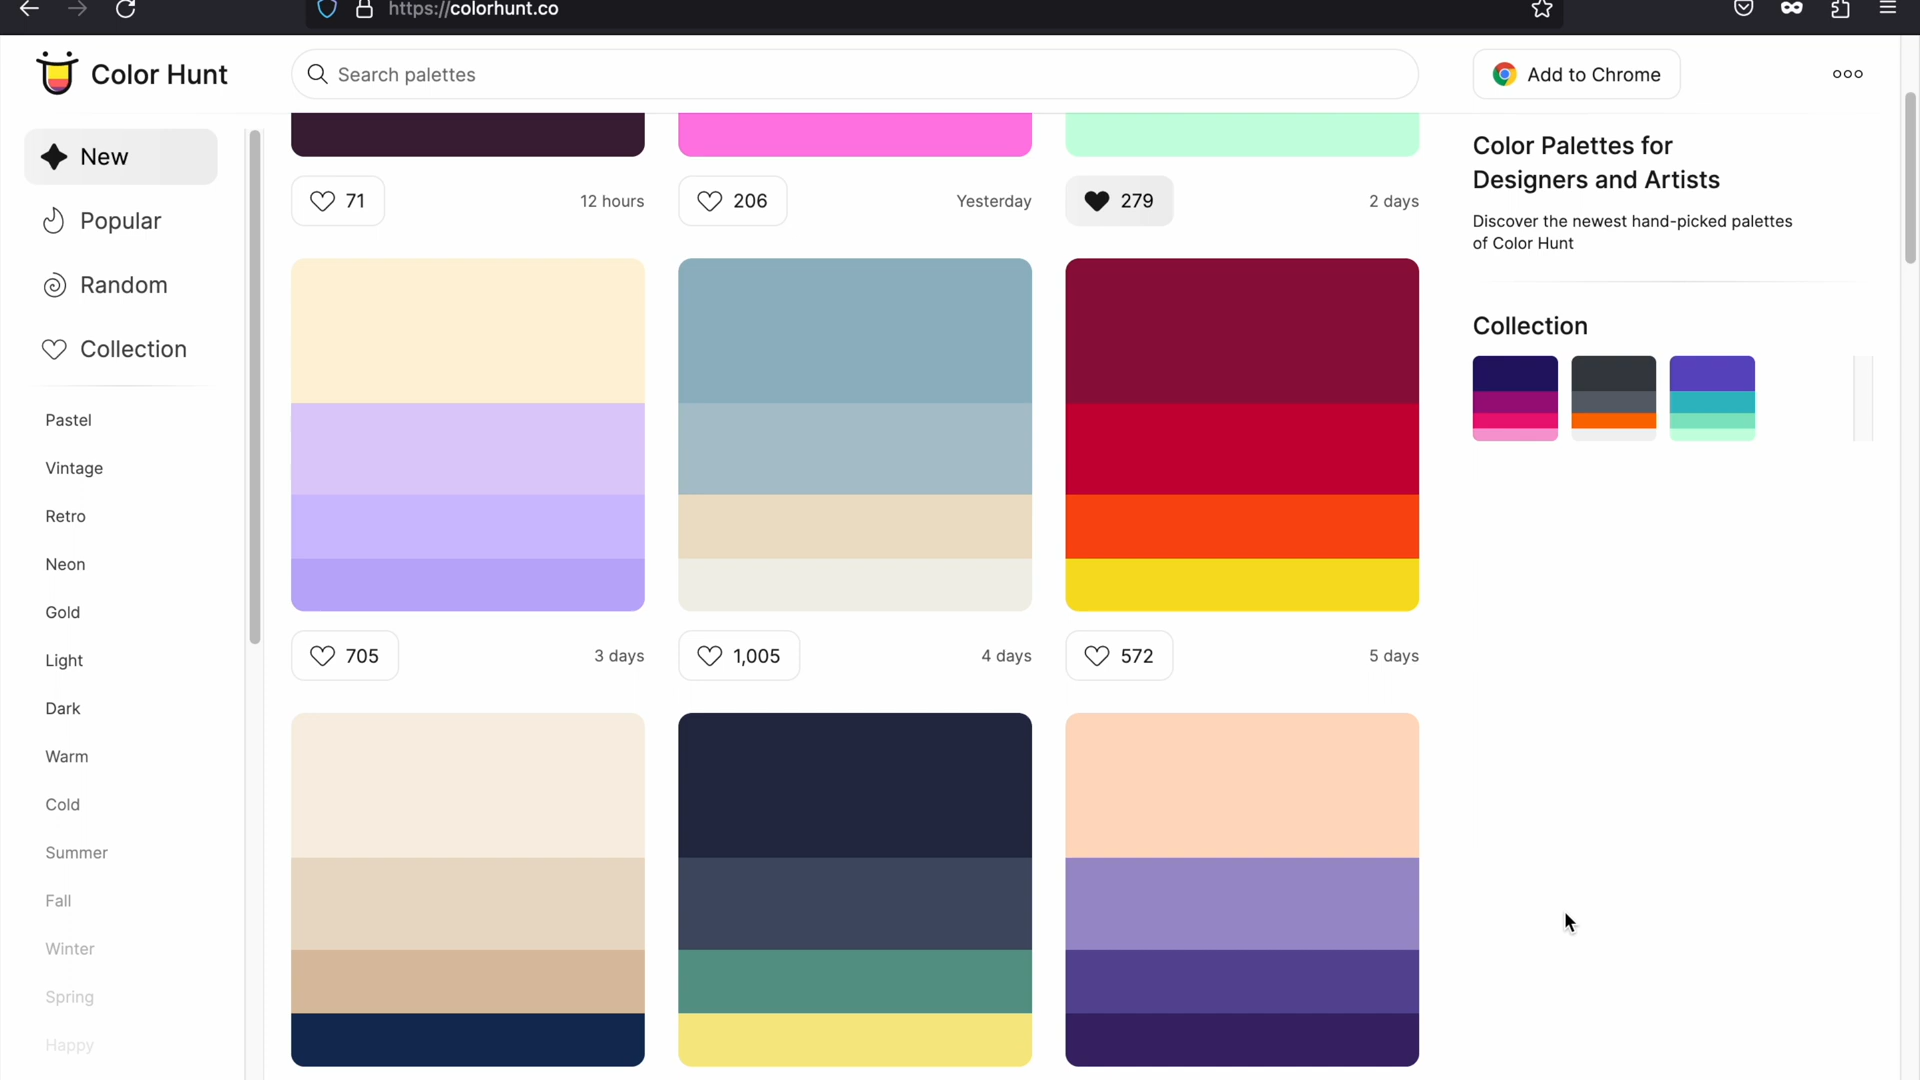 https://colorhunt.co
Color Hunt
Search palettes
Add to Chrome
New
Popular
Random
Collection
Pastel
Vintage
Retro
Neon
Gold
Light
Dark
Warm
Cold
Summer
Fall
Winter
Spring
Happy
71
12 hours
206
Yesterday
279
2 days
705
3 days
1,005
4 days
572
5 days
Color Palettes for
Designers and Artists
Discover the newest hand-picked palettes
of Color Hunt
Collection